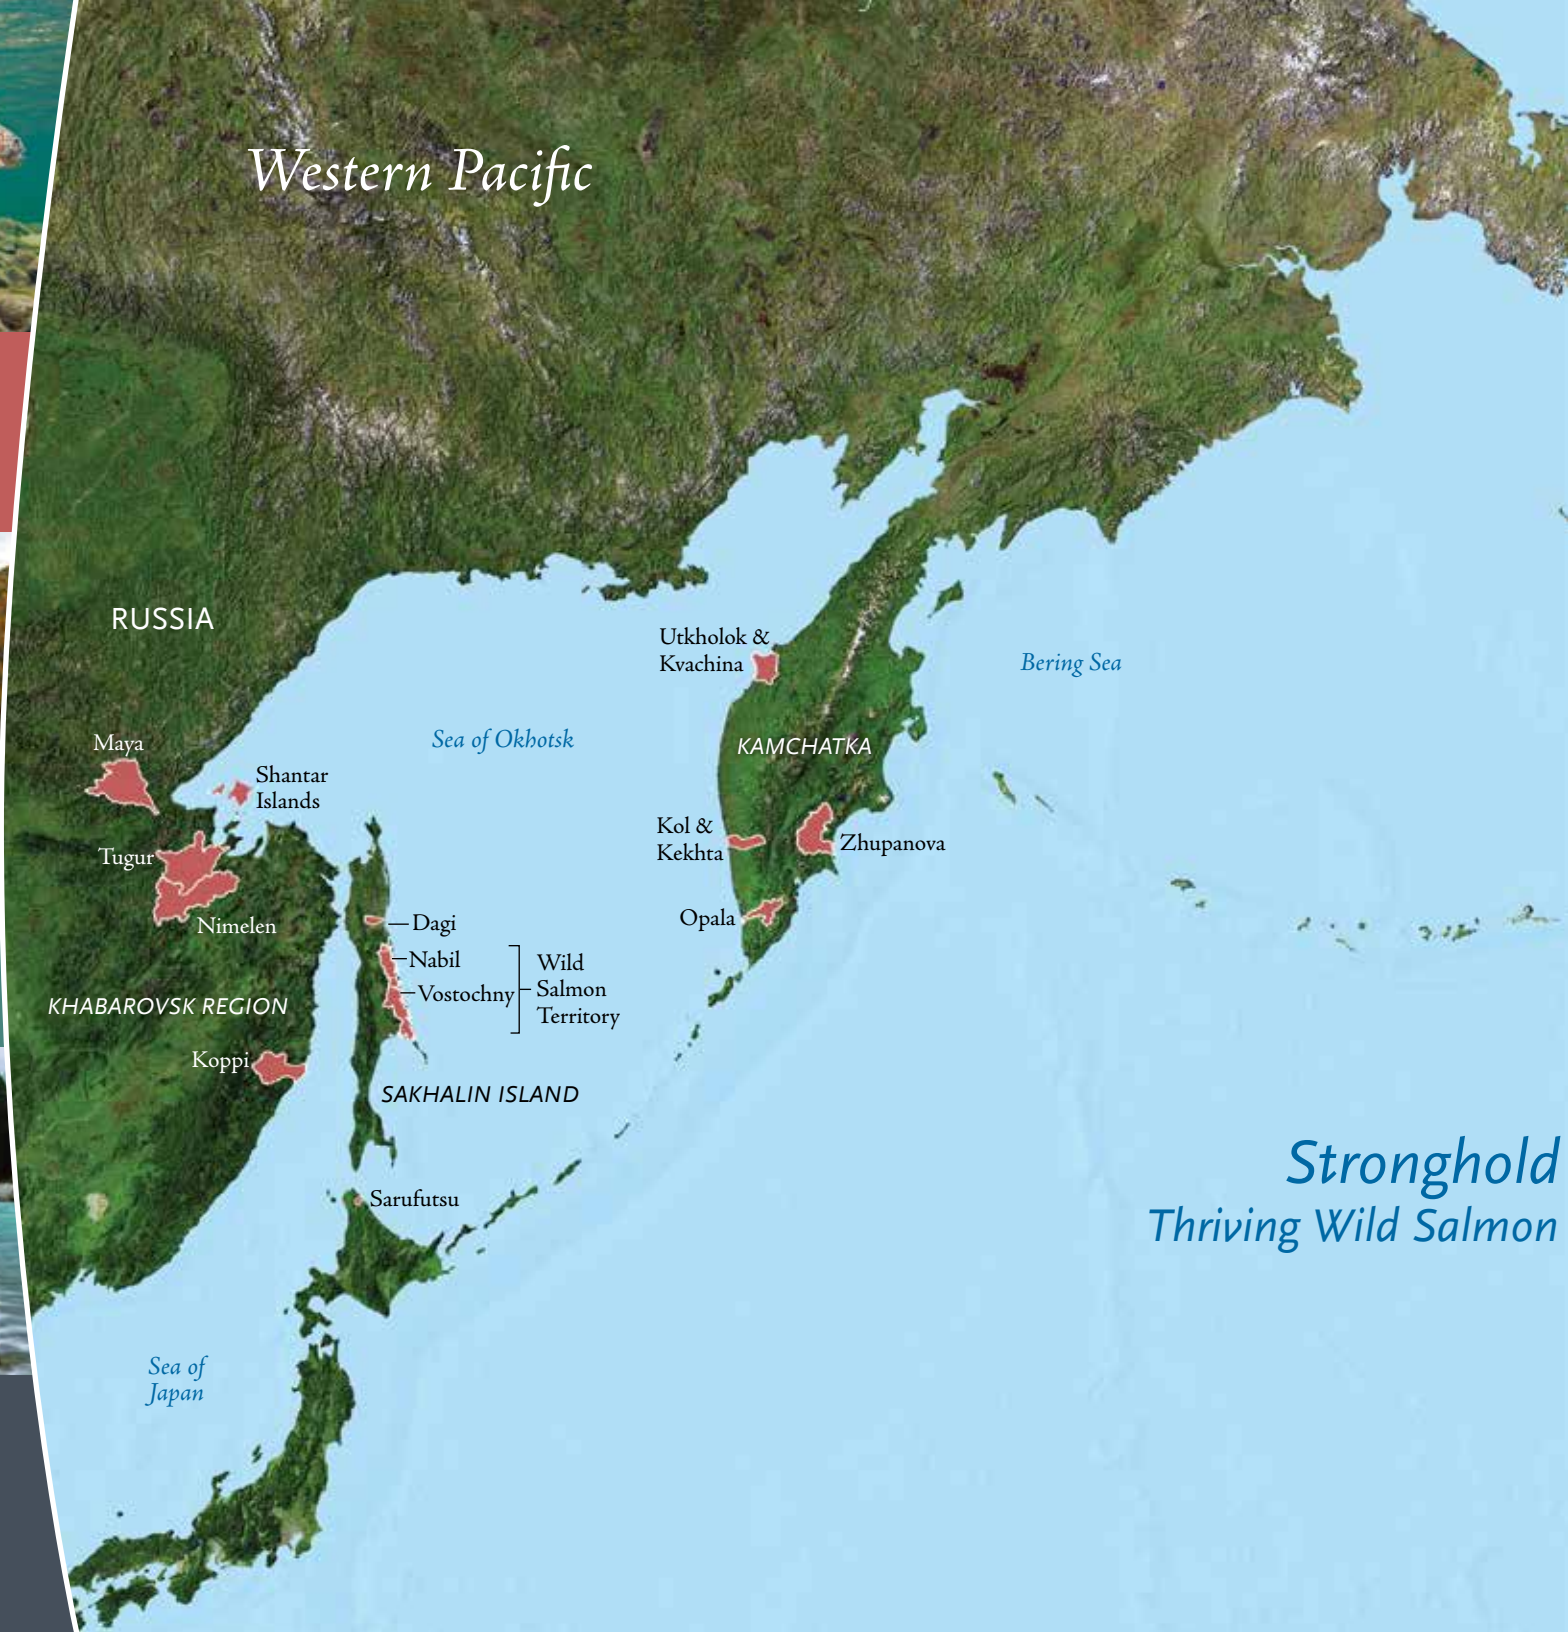 Western Pacific
RUSSIA
Utkholok &
Kvachina
Bering Sea
Sea of Okhotsk
KAMCHATKA
Maya
Shantar
Islands
Kol &
Kekhta
Zhupanova
Tugur
Nimelen
Opala
Dagi
Nabil
Vostochny
Wild
Salmon
Territory
KHABAROVSK REGION
Koppi
SAKHALIN ISLAND
Sarufutsu
Stronghold
Thriving Wild Salmon
Sea of
Japan